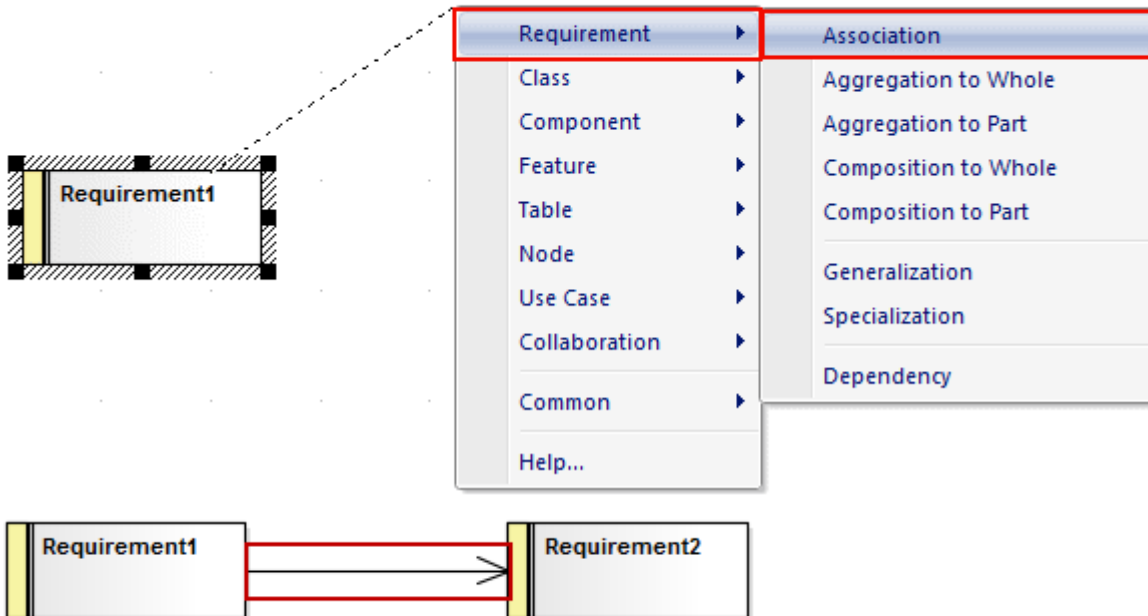 Requirement1
Requirement
Class
Component
Feature
Table
Node
Use Case
Collaboration
Common
Help...
Association
Aggregation to Whole
Aggregation to Part
Composition to Whole
Composition to Part
Generalization
Specialization
Dependency
Requirement1
Requirement2